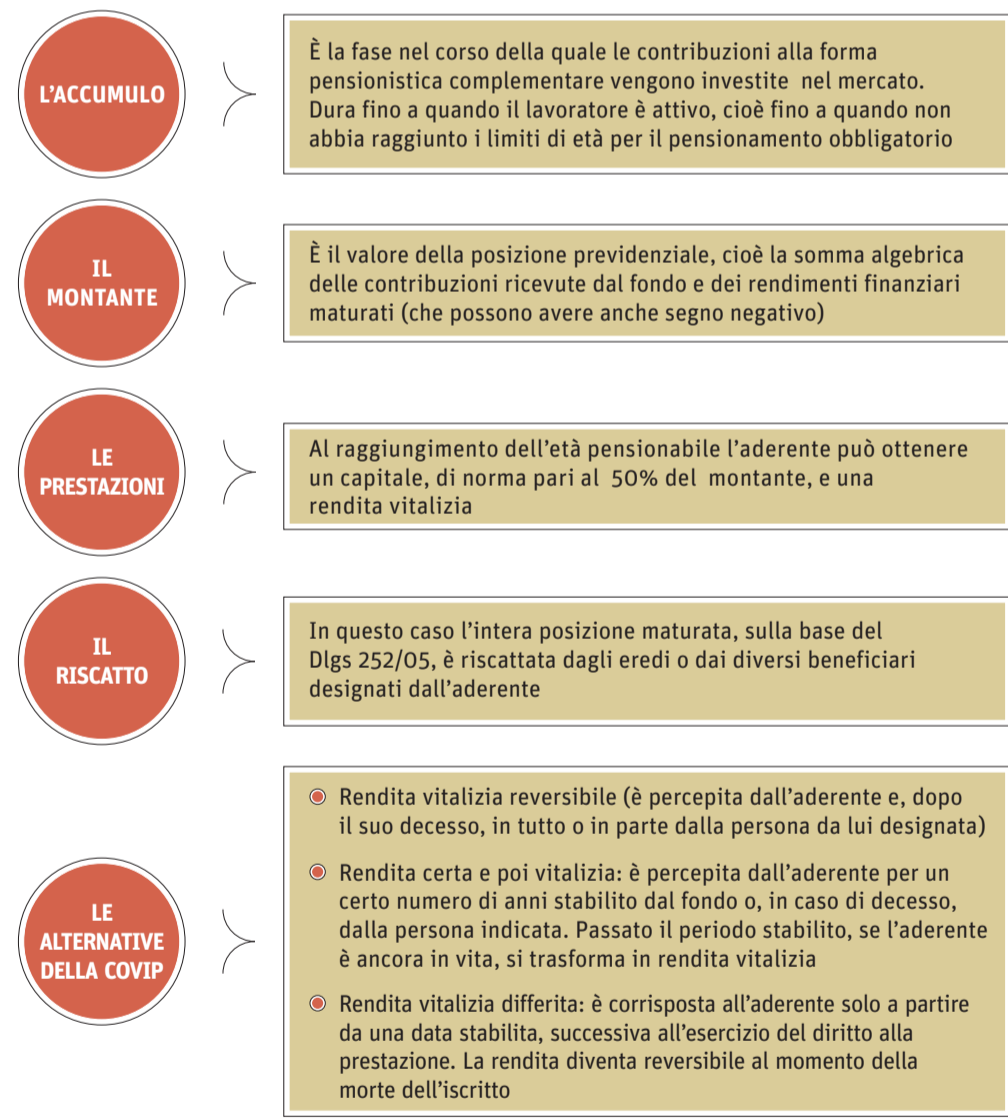 L'ACCUMULO
È la fase nel corso della quale le contribuzioni alla forma
pensionistica complementare vengono investite nel mercato.
Dura fino a quando il lavoratore è attivo, cioè fino a quando non
abbia raggiunto i limiti di età per il pensionamento obbligatorio
IL
MONTANTE
È il valore della posizione previdenziale, cioè la somma algebrica
delle contribuzioni ricevute dal fondo e dei rendimenti finanziari
maturati (che possono avere anche segno negativo)
LE
PRESTAZIONI
Al raggiungimento dell'età pensionabile l'aderente può ottenere
un capitale, di norma pari al 50% del montante, e una
rendita vitalizia
IL
RISCATTO
In questo caso l'intera posizione maturata, sulla base del
Dlgs 252/05, è riscattata dagli eredi o dai diversi beneficiari
designati dall'aderente
LE
ALTERNATIVE
DELLA COVIP
Rendita vitalizia reversibile (è percepita dall'aderente e, dopo
il suo decesso, in tutto o in parte dalla persona da lui designata)
Rendita certa e poi vitalizia: è percepita dall'aderente per un
certo numero di anni stabilito dal fondo o, in caso di decesso,
dalla persona indicata. Passato il periodo stabilito, se l'aderente
è ancora in vita, si trasforma in rendita vitalizia
Rendita vitalizia differita: è corrisposta all'aderente solo a partire
da una data stabilita, successiva all'esercizio del diritto alla
prestazione. La rendita diventa reversibile al momento della
morte dell'iscritto